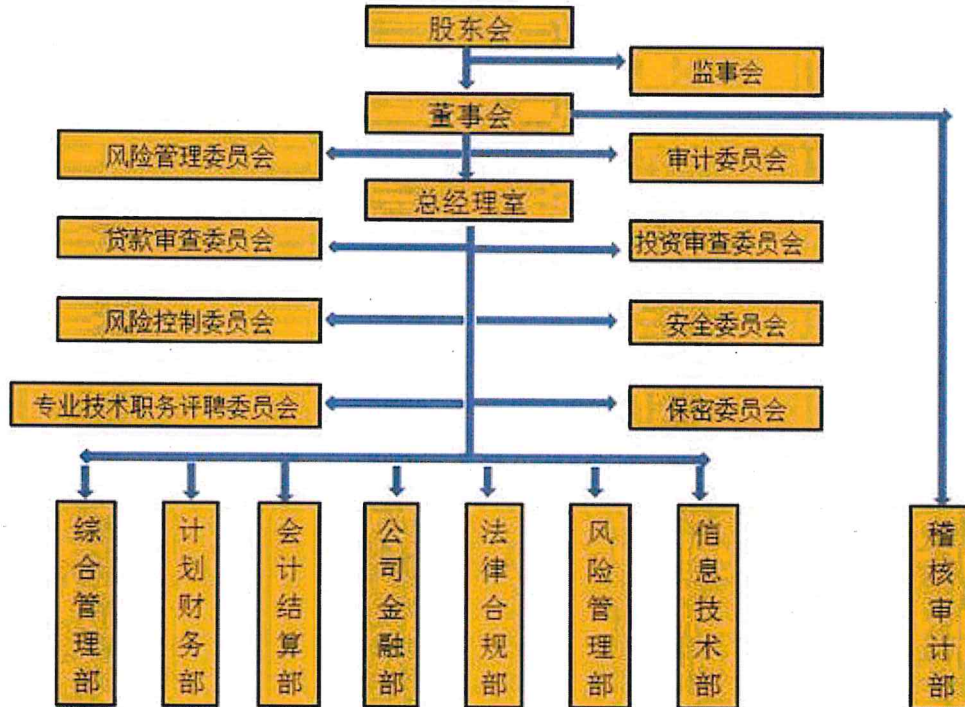 股东会
监事会
董事会
风险管理委员会
审计委员会
总经理室
贷款审查委员会
投资审查委员会
风险控制委员会
安全委员会
专业技术职务评聘委员会
保密委员会
综合管理部
计划财务部
会计结算部
公司金融部
法律合规部
风险管理部
信息技术部
稽核审计部